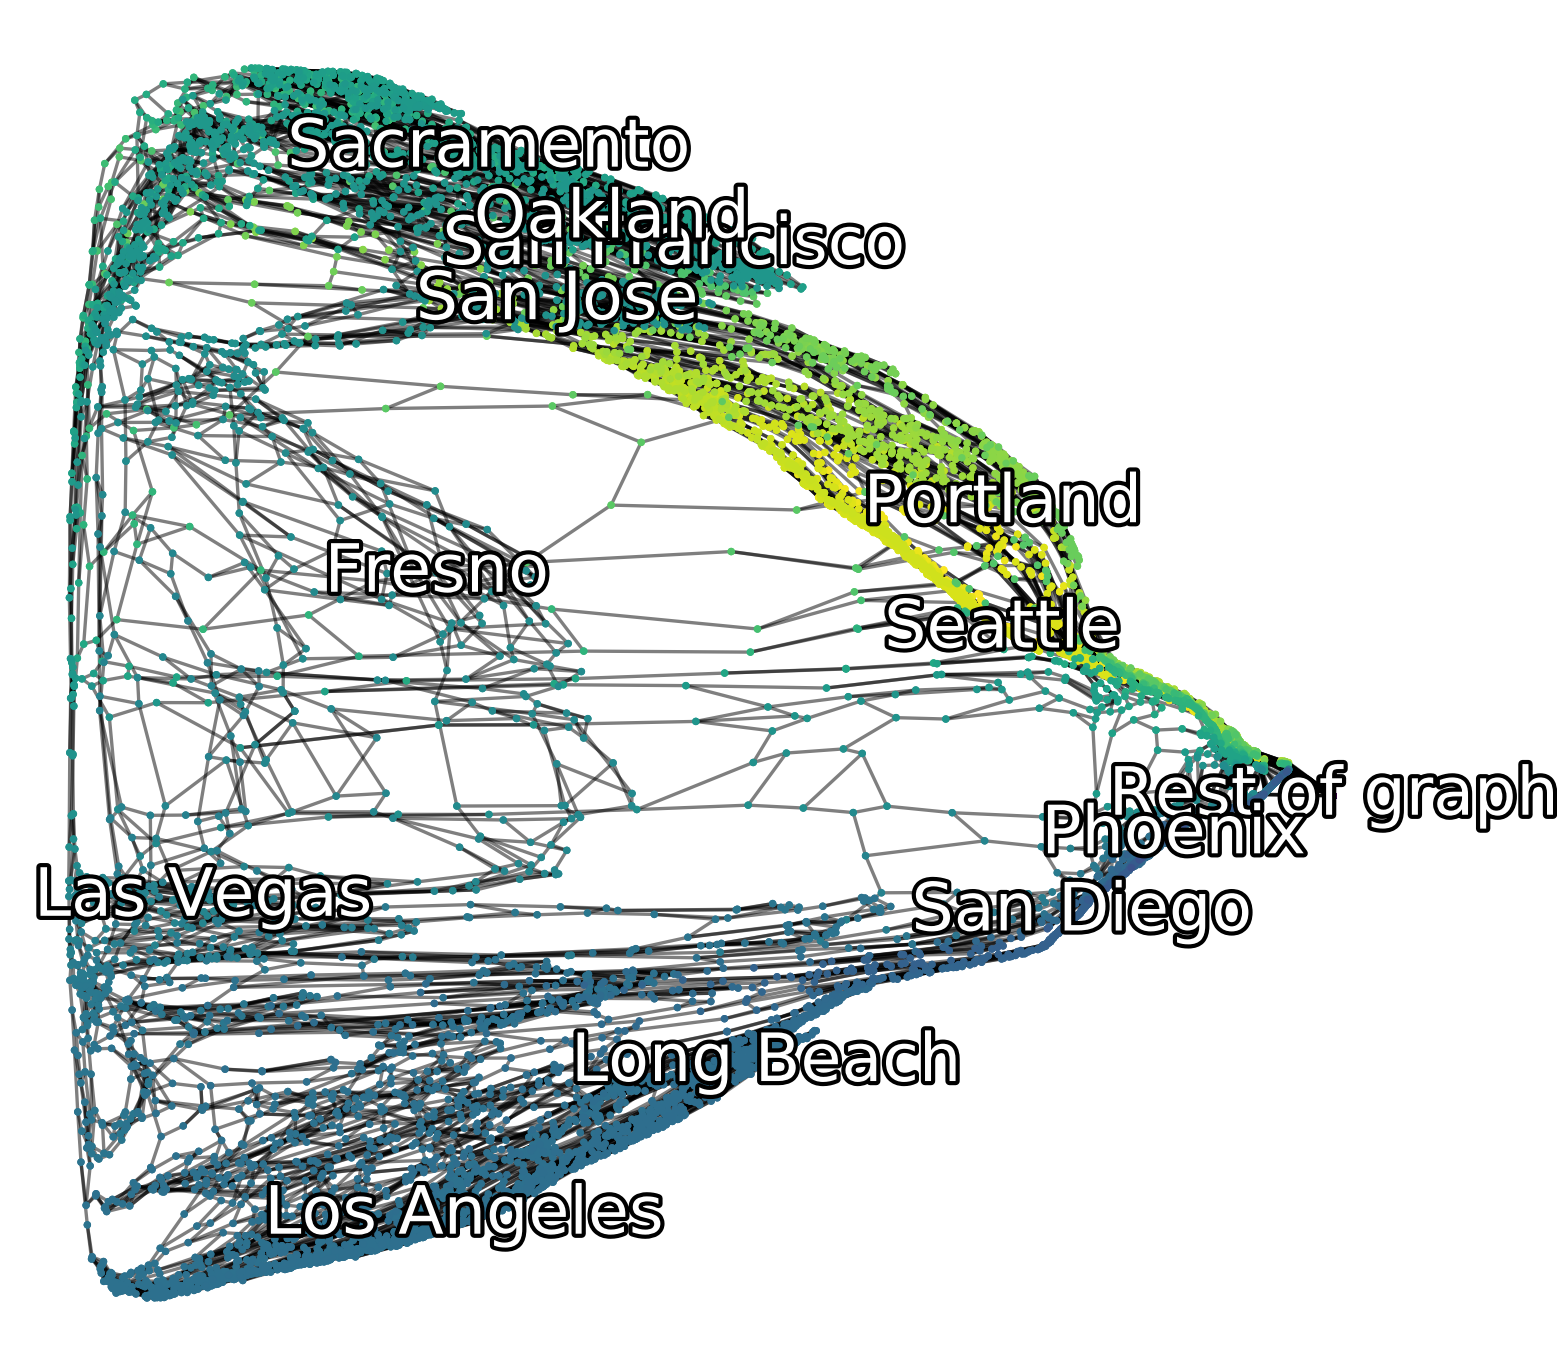 Sacramento
Oakland
San Francisco
San Jose
Portland
Fresno
Seattle
Rest of graph
Phoenix
Las Vegas
San Diego
Long Beach
Los Angeles